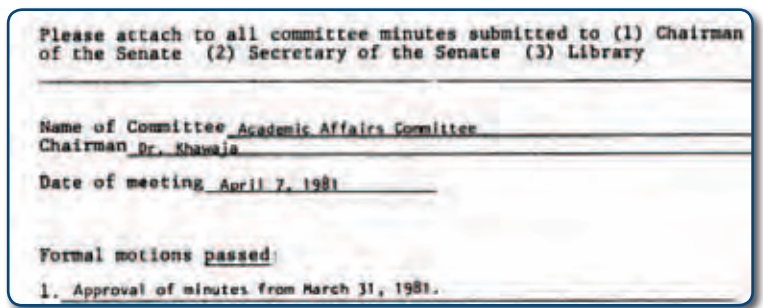 Please attach to all committee minutes submitted to (1) Chairman
of the Senate (2) Secretary of the Senate (3) Library
Name of Committee Academic Affairs Committee
Chairman Dr. Khawaja
Date of meeting April 7, 1981
Formal motions passed:
1. Approval of minutes from March 31, 1981.